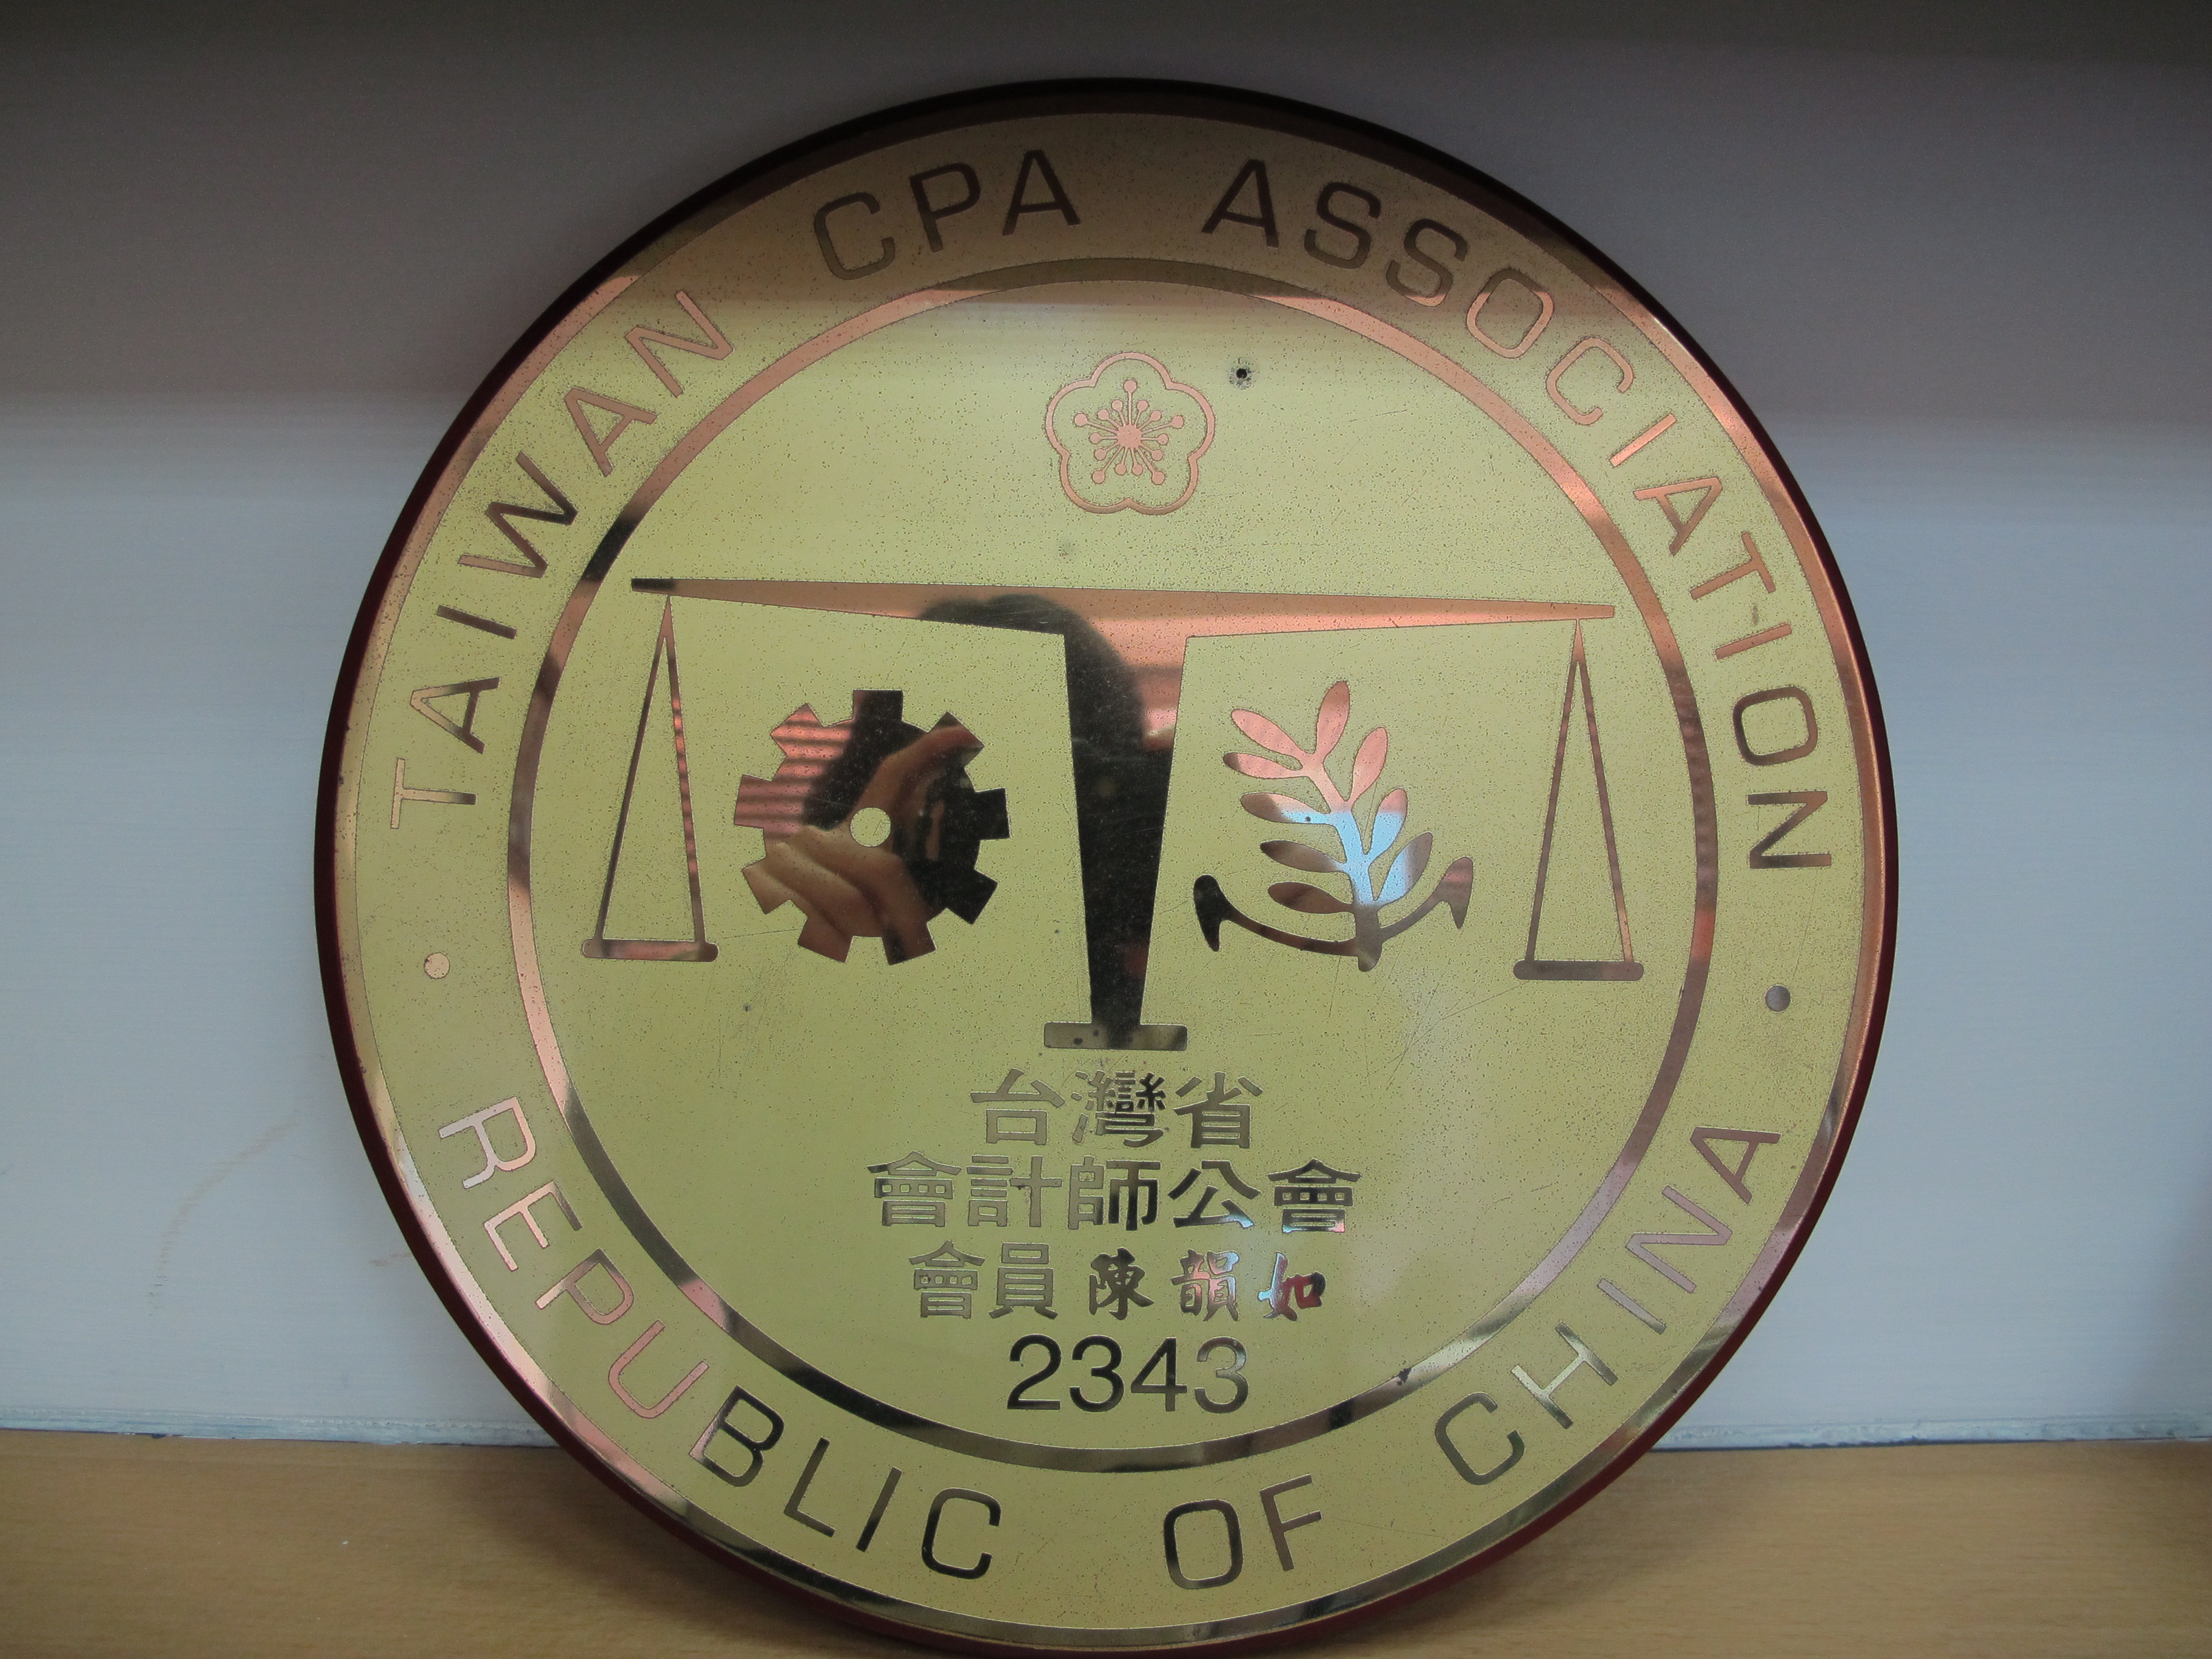 TAIWAN CPA ASSOCIATION
台灣省
會計師公會
會員 陳韻如
2343
REPUBLIC OF CHINA